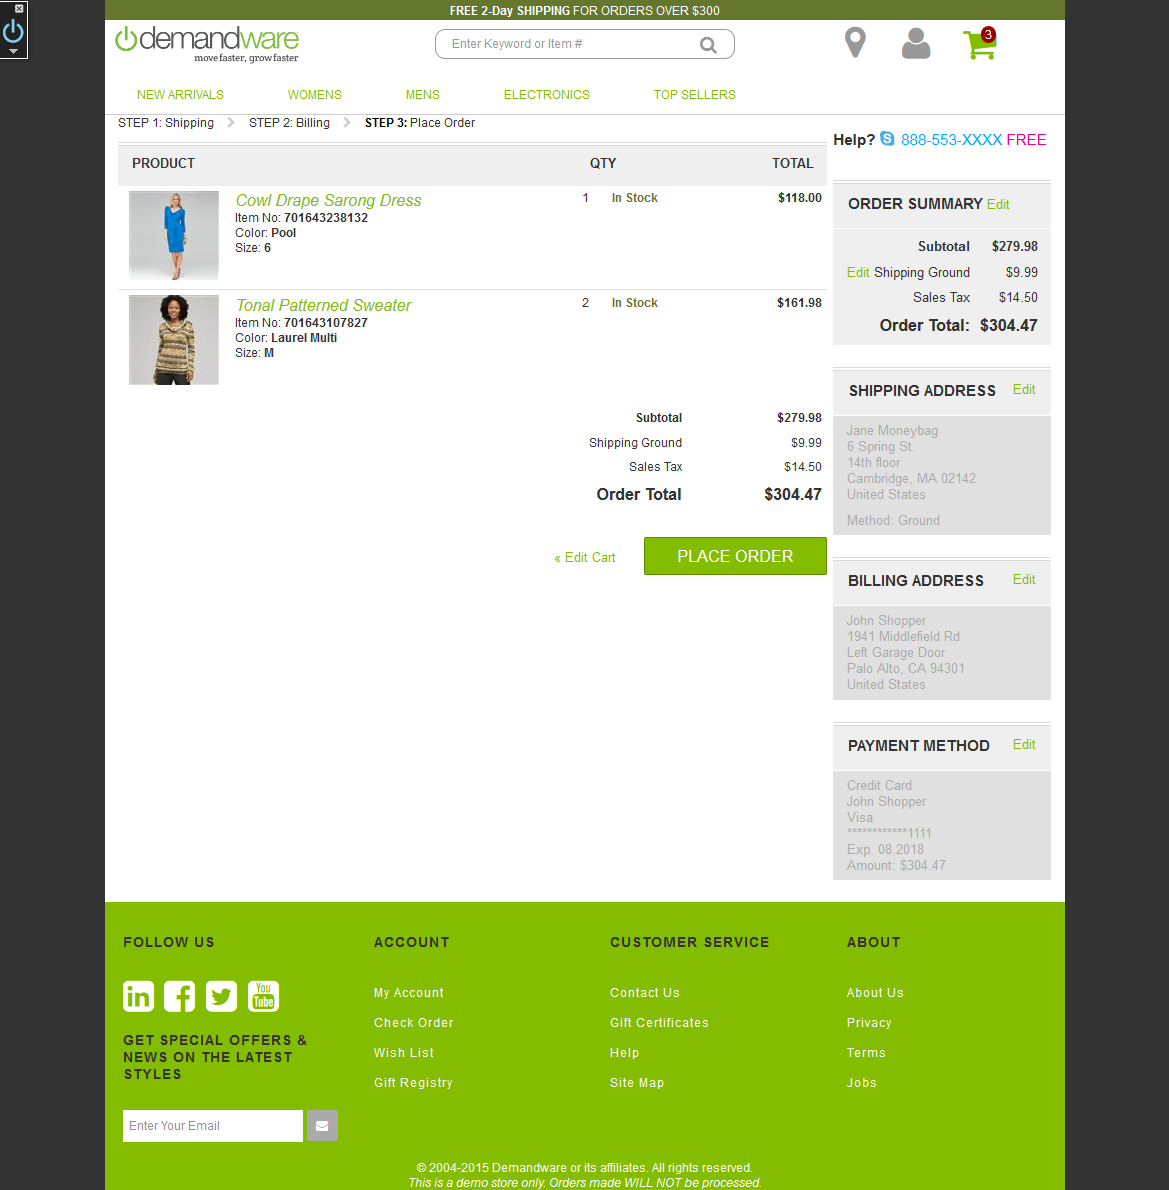 FREE 2-Day SHIPPING FOR ORDERS OVER $300
demandware
move faster, grow faster
Enter Keyword or Item #
3
NEW ARRIVALS WOMENS MENS ELECTRONICS TOP SELLERS
STEP 1: Shipping STEP 2: Billing STEP 3: Place Order
Help? 888-553-XXXX FREE
PRODUCT QTY TOTAL
Cowl Drape Sarong Dress 1 In Stock $118.00
Item No: 701643238132
Color: Pool
Size: 6
Tonal Patterned Sweater 2 In Stock $161.98
Item No: 701643107827
Color: Laurel Multi
Size: M
Subtotal $279.98
Shipping Ground $9.99
Sales Tax $14.50
Order Total $304.47
« Edit Cart PLACE ORDER
ORDER SUMMARY Edit
Subtotal $279.98
Edit Shipping Ground $9.99
Sales Tax $14.50
Order Total: $304.47
SHIPPING ADDRESS Edit
Jane Moneybag
6 Spring St.
14th floor
Cambridge, MA 02142
United States
Method: Ground
BILLING ADDRESS Edit
John Shopper
1941 Middlefield Rd
Left Garage Door
Palo Alto, CA 94301
United States
PAYMENT METHOD Edit
Credit Card
John Shopper
Visa
************1111
Exp. 08.2018
Amount: $304.47
FOLLOW US
in f You Tube
GET SPECIAL OFFERS &
NEWS ON THE LATEST
STYLES
Enter Your Email
ACCOUNT
My Account
Check Order
Wish List
Gift Registry
CUSTOMER SERVICE
Contact Us
Gift Certificates
Help
Site Map
ABOUT
About Us
Privacy
Terms
Jobs
© 2004-2015 Demandware or its affiliates. All rights reserved.
This is a demo store only. Orders made WILL NOT be processed.